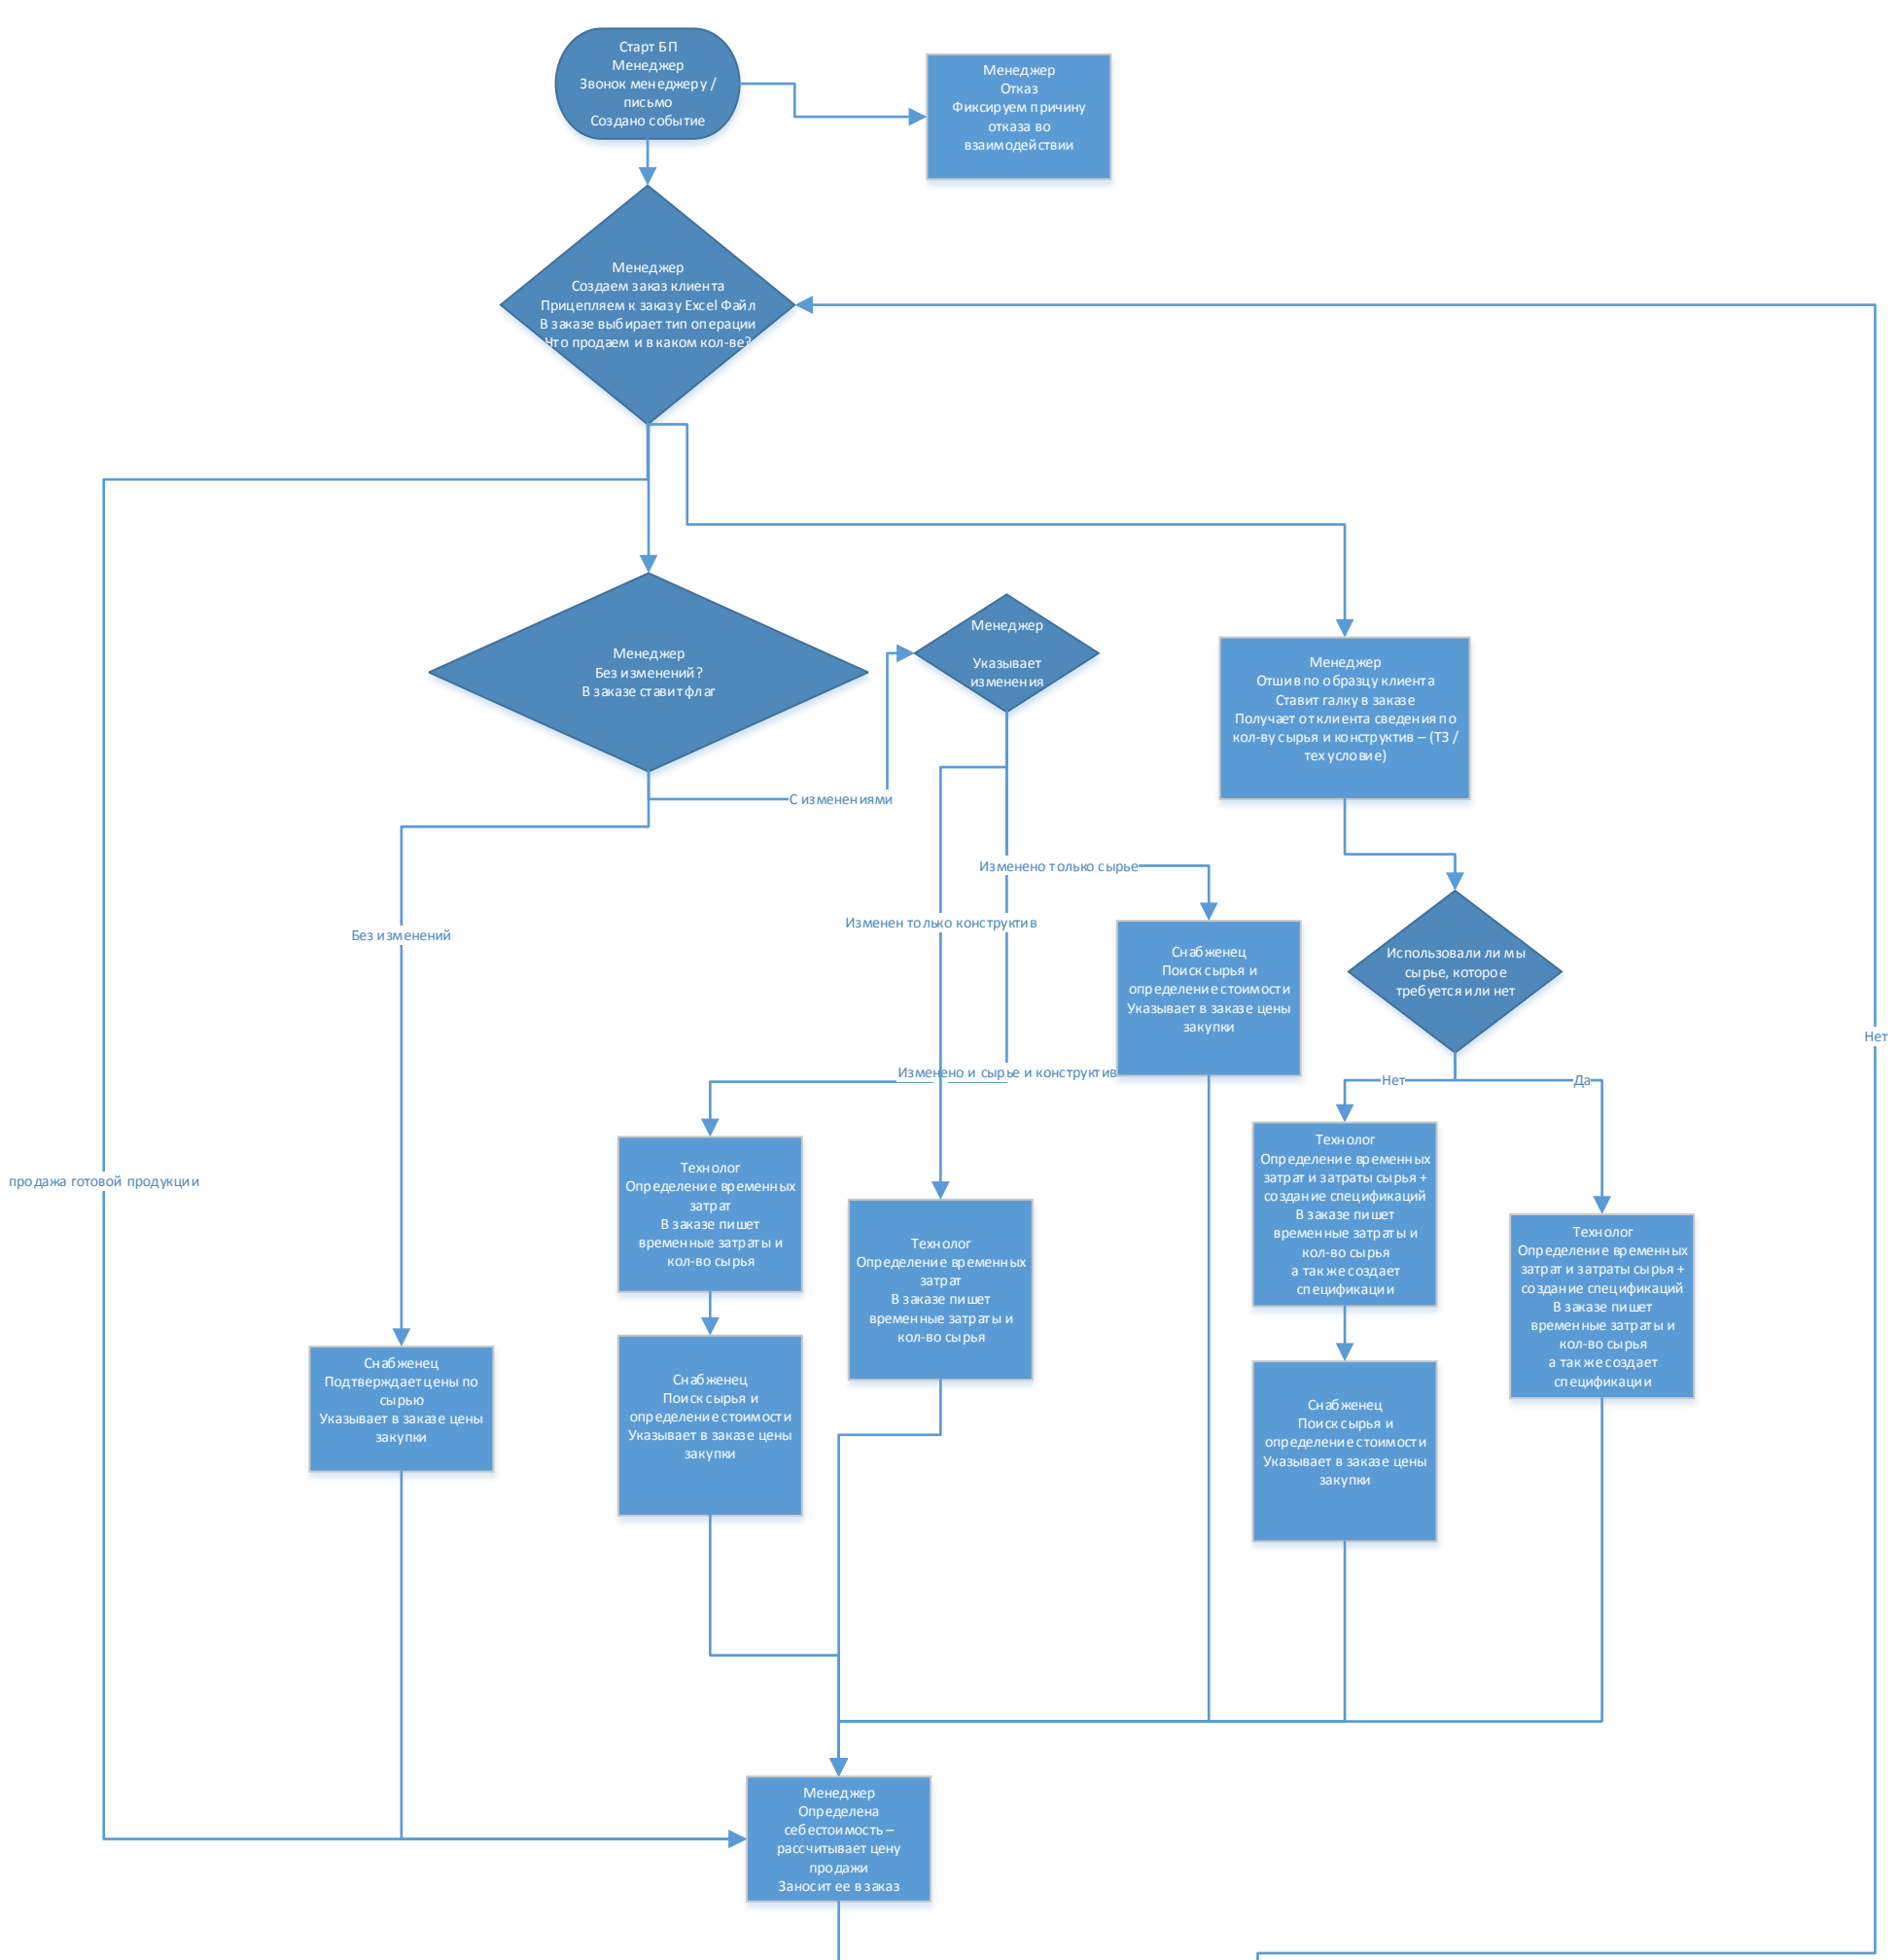 Старт БП
Менеджер
Звонок менеджеру /
письмо
Создано событие
Менеджер
Отказ
Фиксируем причину
отказа во
взаимодействии
Менеджер
Создаем заказ клиента
Прицепляем к заказу Excel Файл
В заказе выбирает тип операции
Что продаем и в каком кол-ве?
Менеджер
Без изменений?
В заказе ставит флаг
Менеджер
Указывает
изменения
Менеджер
Отшив по образцу клиента
Ставит галку в заказе
Получает от клиента сведения по
кол-ву сырья и конструктив – (ТЗ /
тех условие)
С изменениями
Изменено только сырье
Изменен только конструктив
Без изменений
Снабженец
Поиск сырья и
определение стоимости
Указывает в заказе цены
закупки
Использовали ли мы
сырье, которое
требуется или нет
Нет
Изменено и сырье и конструктив
Нет
Да
продажа готовой продукции
Технолог
Определение временных
затрат
В заказе пишет
временные затраты и
кол-во сырья
Технолог
Определение временных
затрат
В заказе пишет
временные затраты и
кол-во сырья
Технолог
Определение временных
затрат и затраты сырья +
создание спецификаций
В заказе пишет
временные затраты и
кол-во сырья
а так же создает
спецификации
Технолог
Определение временных
затрат и затраты сырья +
создание спецификаций
В заказе пишет
временные затраты и
кол-во сырья
а так же создает
спецификации
Снабженец
Подтверждает цены по
сырью
Указывает в заказе цены
закупки
Снабженец
Поиск сырья и
определение стоимости
Указывает в заказе цены
закупки
Снабженец
Поиск сырья и
определение стоимости
Указывает в заказе цены
закупки
Менеджер
Определена
себестоимость –
рассчитывает цену
продажи
Заносит ее в заказ